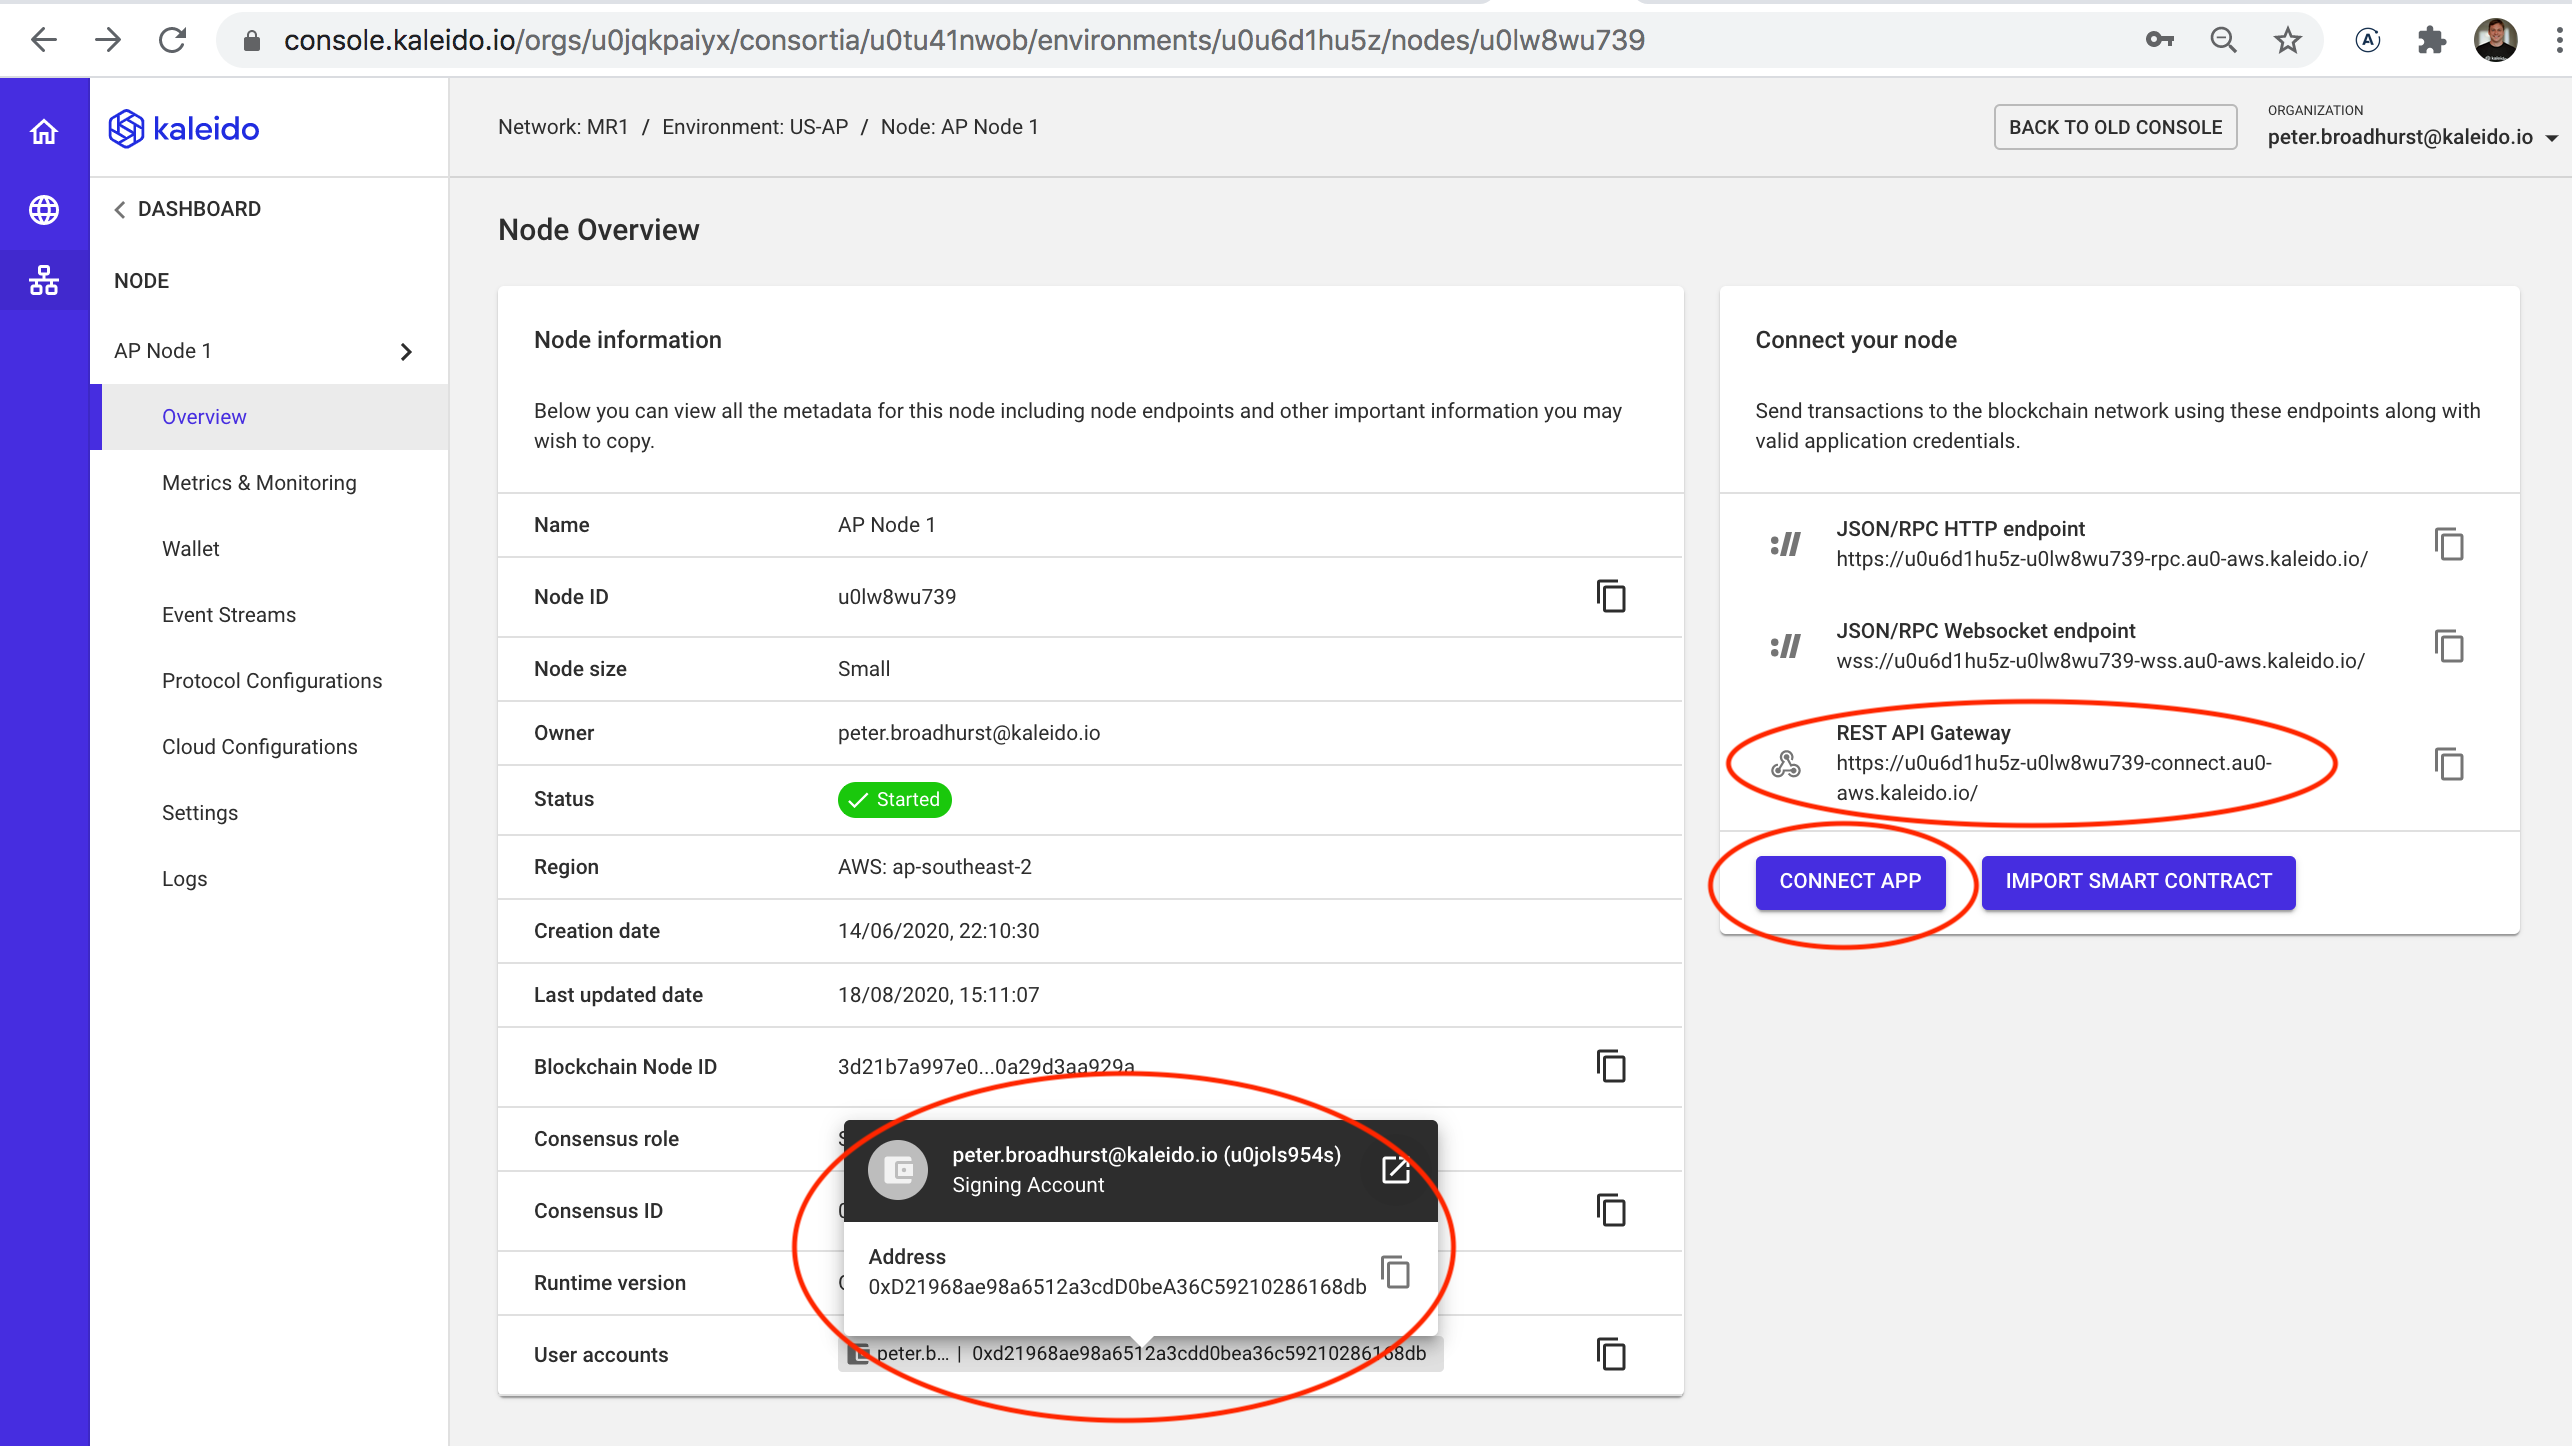 console.kaleido.io/orgs/u0jqkpaiyx/consortia/u0tu41nwob/environments/u0u6d1hu5z/nodes/u0lw8wu739
kaleido
Network: MR1 / Environment: US-AP / Node: AP Node 1
BACK TO OLD CONSOLE
ORGANIZATION
peter.broadhurst@kaleido.io
DASHBOARD
NODE
AP Node 1
Overview
Metrics & Monitoring
Wallet
Event Streams
Protocol Configurations
Cloud Configurations
Settings
Logs
Node Overview
Node information
Below you can view all the metadata for this node including node endpoints and other important information you may
wish to copy.
Name AP Node 1
Node ID u0lw8wu739
Node size Small
Owner peter.broadhurst@kaleido.io
Status Started
Region AWS: ap-southeast-2
Creation date 14/06/2020, 22:10:30
Last updated date 18/08/2020, 15:11:07
Blockchain Node ID 3d21b7a997e0...0a29d3aa929a
Consensus role
Consensus ID
Runtime version
peter.broadhurst@kaleido.io (u0jols954s)
Signing Account
Address
0xD21968ae98a6512a3cdD0beA36C59210286168db
User accounts peter.b... | 0xd21968ae98a6512a3cdd0bea36c59210286168db
Connect your node
Send transactions to the blockchain network using these endpoints along with
valid application credentials.
JSON/RPC HTTP endpoint
https://u0u6d1hu5z-u0lw8wu739-rpc.au0-aws.kaleido.io/
JSON/RPC Websocket endpoint
wss://u0u6d1hu5z-u0lw8wu739-wss.au0-aws.kaleido.io/
REST API Gateway
https://u0u6d1hu5z-u0lw8wu739-connect.au0-
aws.kaleido.io/
CONNECT APP
IMPORT SMART CONTRACT